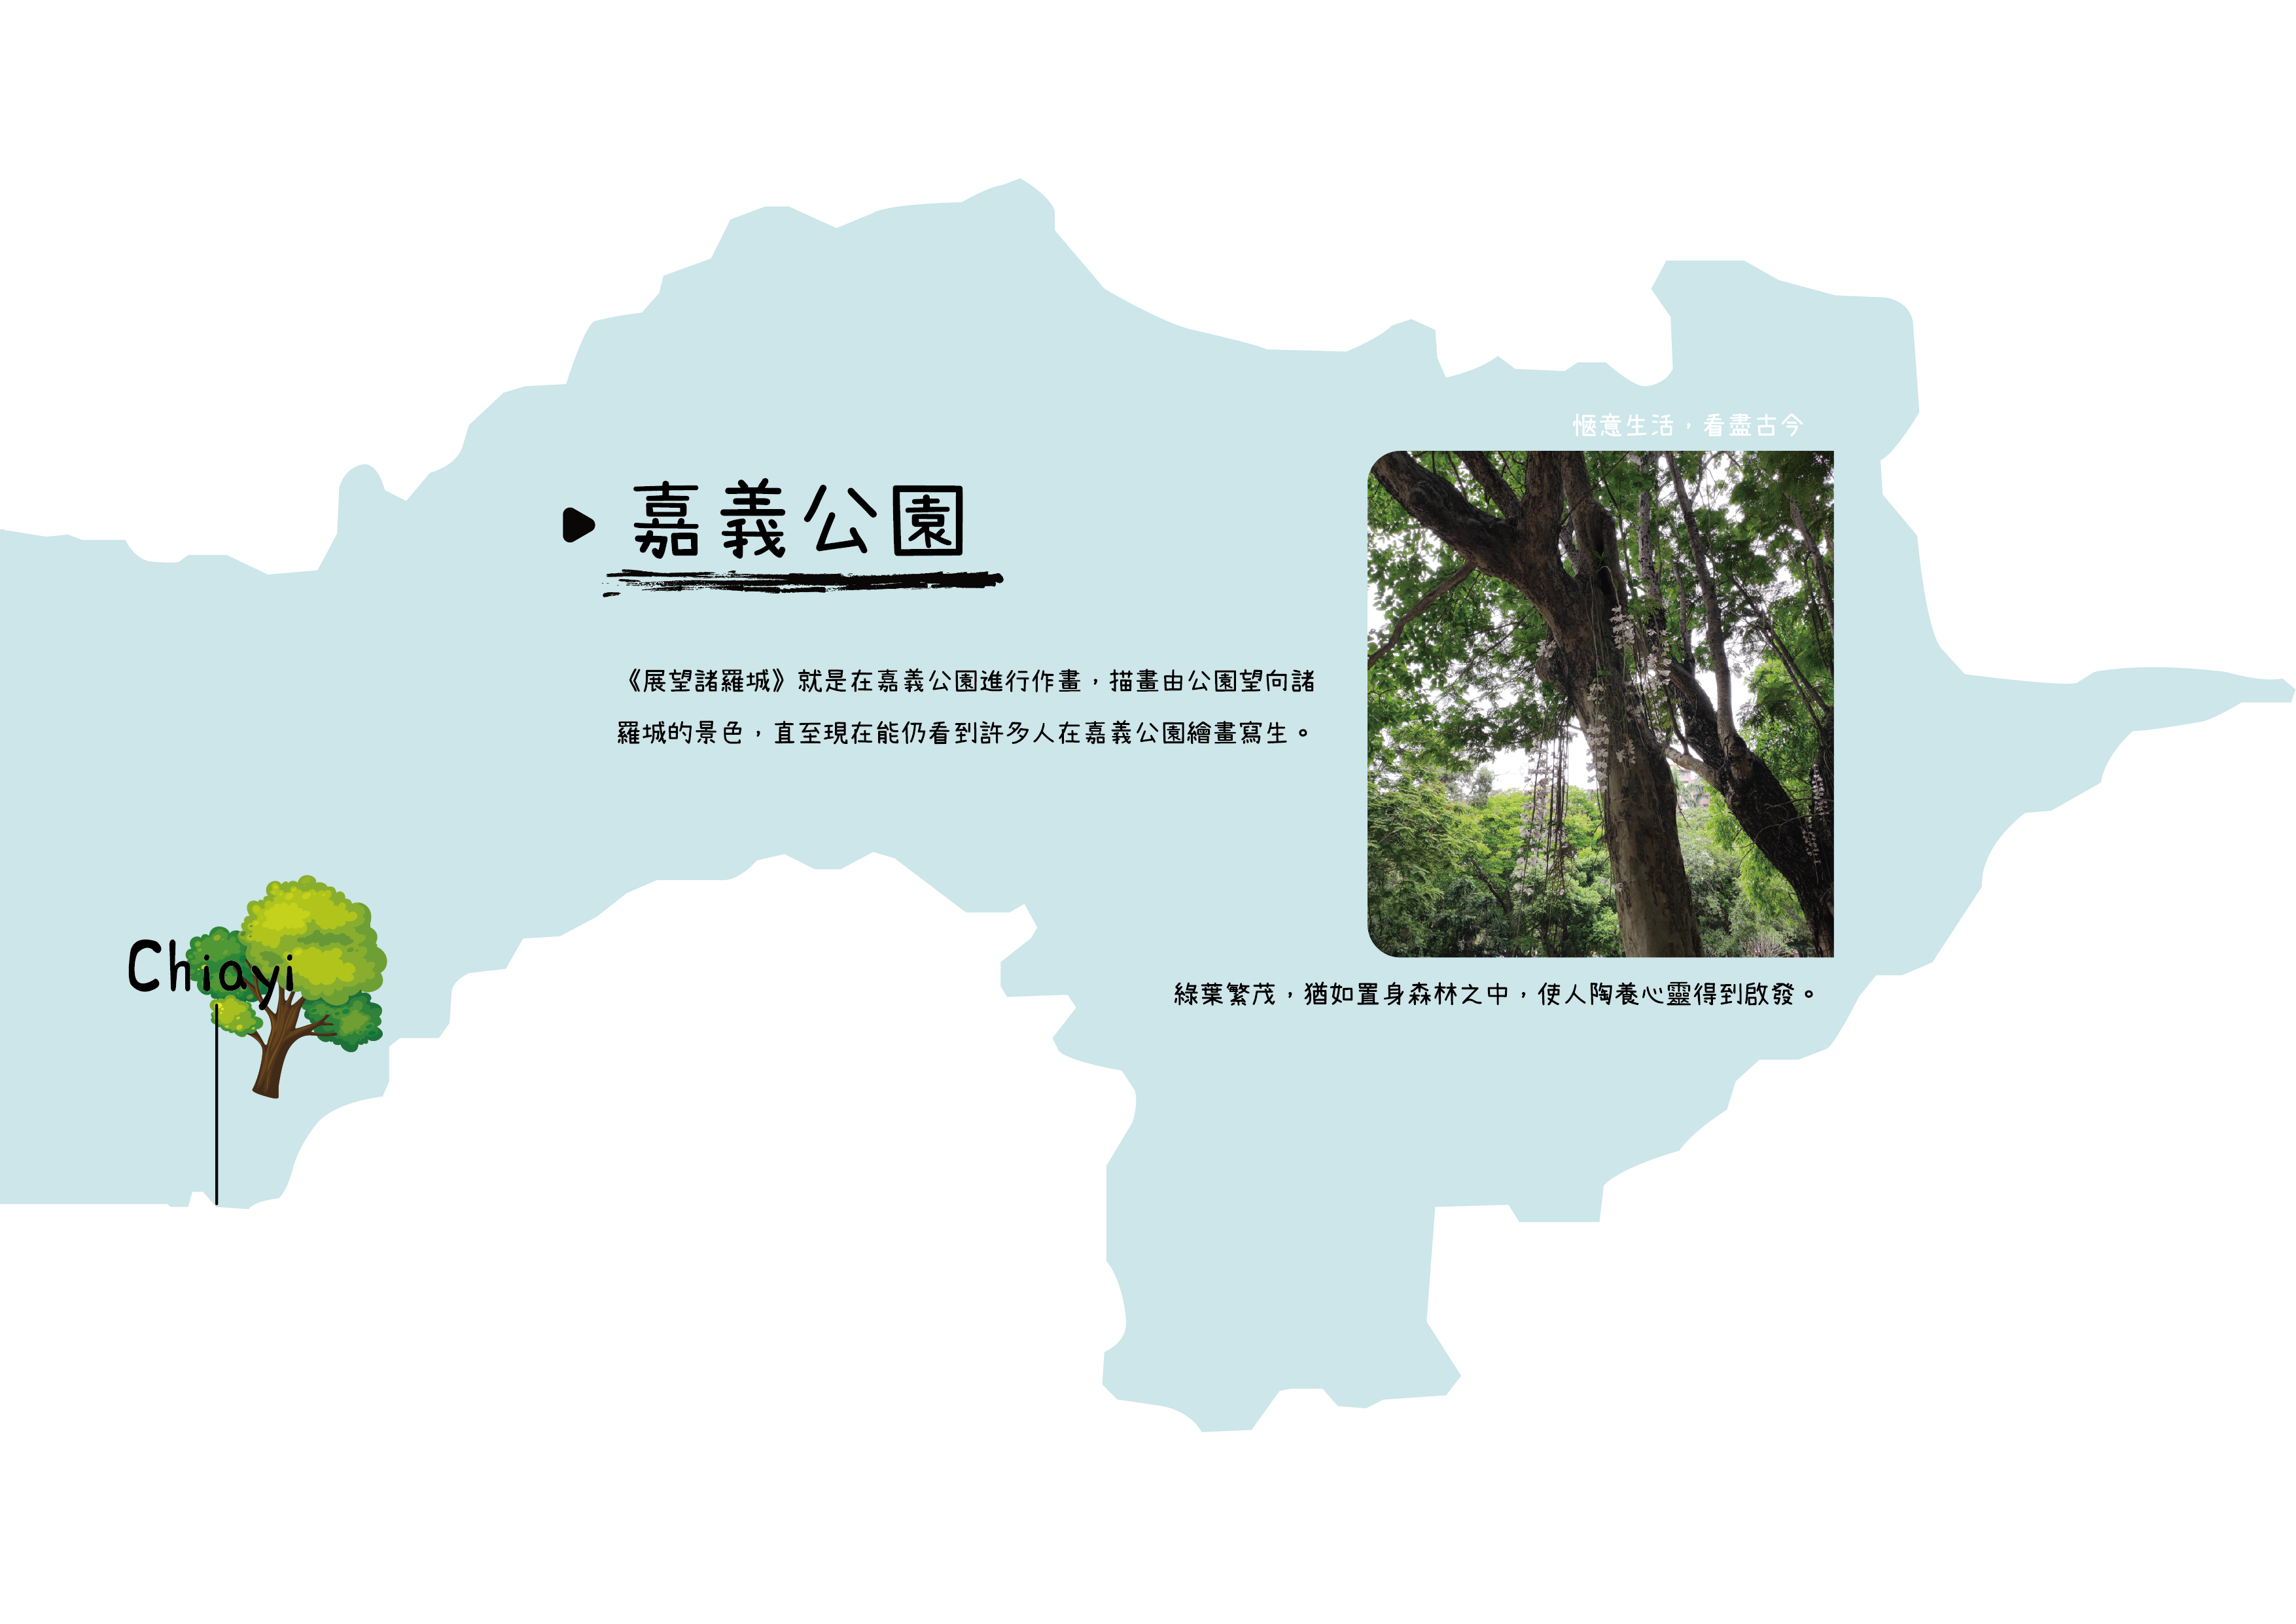 愜意生活，看盡古今
嘉義公園
《展望諸羅城》就是在嘉義公園進行作畫，描畫由公園望向諸
羅城的景色，直至現在能仍看到許多人在嘉義公園繪畫寫生。
Chiayi
綠葉繁茂，猶如置身森林之中，使人陶養心靈得到啟發。